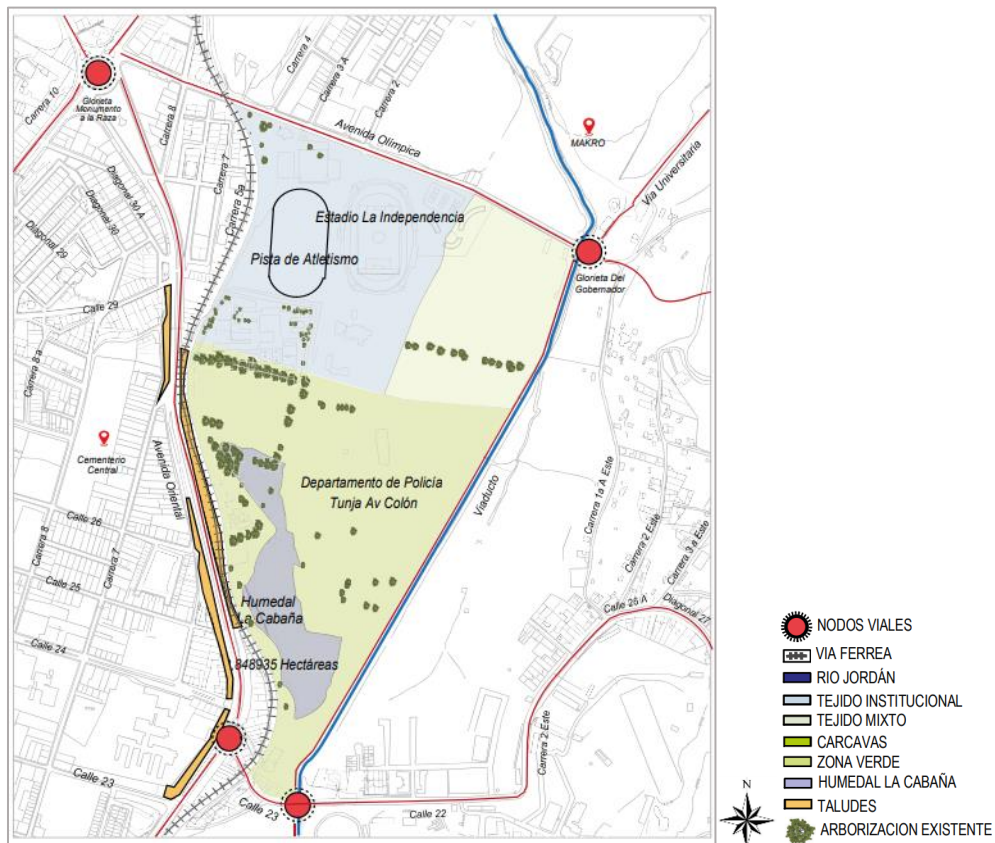 Carrera 4
Carrera 3 A
Carrera 2
Carrera 10
Glorieta
Monumento
a la Raza
Carrera 8
Avenida Olímpica
MAKRO
Via Universitaria
Carrera 7
Diagonal 30 A
Diagonal 30
Carrera 6a
Estadio La Independencia
Diagonal 29
Pista de Atletismo
Glorieta Del
Gobernador
Calle 29
Carrera 8 a
Cementerio
Central
Avenida Oriental
Departamento de Policía
Tunja Av Colón
Viaducto
Carrera 1a A Este
Carrera 2 Este
Carrera 3 a Este
Calle 26
Carrera 8
Carrera 7
Calle 25
Humedal
La Cabaña
Calle 26 A
Diagonal 27
Calle 24
848935 Hectáreas
Carrera 2 Este
Calle 23
Calle 23
Calle 22
N
NODOS VIALES
VIA FERREA
RIO JORDÁN
TEJIDO INSTITUCIONAL
TEJIDO MIXTO
CARCAVAS
ZONA VERDE
HUMEDAL LA CABAÑA
TALUDES
ARBORIZACION EXISTENTE